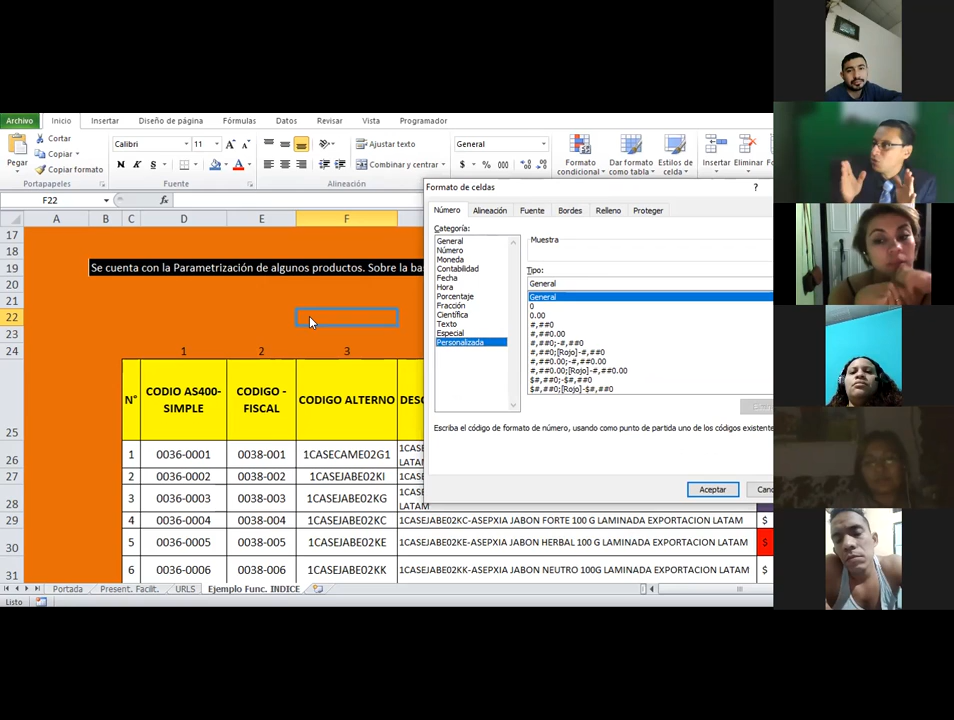 Archivo Inicio Insertar Diseño de página Fórmulas Datos Revisar Vista Programador
Cortar
Copiar
Copiar formato
Pegar
Portapapeles
Calibri 11
N K S
Fuente
Ajustar texto
Combinar y centrar
Alineación
General
$ % 000
Formato condicional
Dar formato como tabla
Estilos de celda
Insertar Eliminar
F22 fx
A B C D E F
17
18
19 Se cuenta con la Parametrización de algunos productos. Sobre la bas
20
21
22
23
24 1 2 3
25 N° CODIO AS400-SIMPLE CODIGO -FISCAL CODIGO ALTERNO DESC
26 1 0036-0001 0038-001 1CASECAME02G1 1CASE
LATAM
27 2 0036-0002 0038-002 1CASEJABE02KI 1CASEJ
28 3 0036-0003 0038-003 1CASEJABE02KG 1CASEJ
LATAM
29 4 0036-0004 0038-004 1CASEJABE02KC 1CASEJABE02KC-ASEPXIA JABON FORTE 100 G LAMINADA EXPORTACION LATAM $
30 5 0036-0005 0038-005 1CASEJABE02KE 1CASEJABE02KE-ASEPXIA JABON HERBAL 100 G LAMINADA EXPORTACION LATAM $
31 6 0036-0006 0038-006 1CASEJABE02KK 1CASEJABE02KK-ASEPXIA JABON NEUTRO 100G LAMINADA EXPORTACION LATAM $
Portada Present. Facilit. URLS Ejemplo Func. INDICE
Listo
Formato de celdas ?
Número Alineación Fuente Bordes Relleno Proteger
Categoría:
General
Número
Moneda
Contabilidad
Fecha
Hora
Porcentaje
Fracción
Científica
Texto
Especial
Personalizada
Muestra
Tipo:
General
General
0
0.00
#,##0
#,##0.00
#,##0;-#,##0
#,##0;[Rojo]-#,##0
#,##0.00;-#,##0.00
#,##0.00;[Rojo]-#,##0.00
$#,##0;-$#,##0
$#,##0;[Rojo]-$#,##0
Escriba el código de formato de número, usando como punto de partida uno de los códigos existente
Aceptar